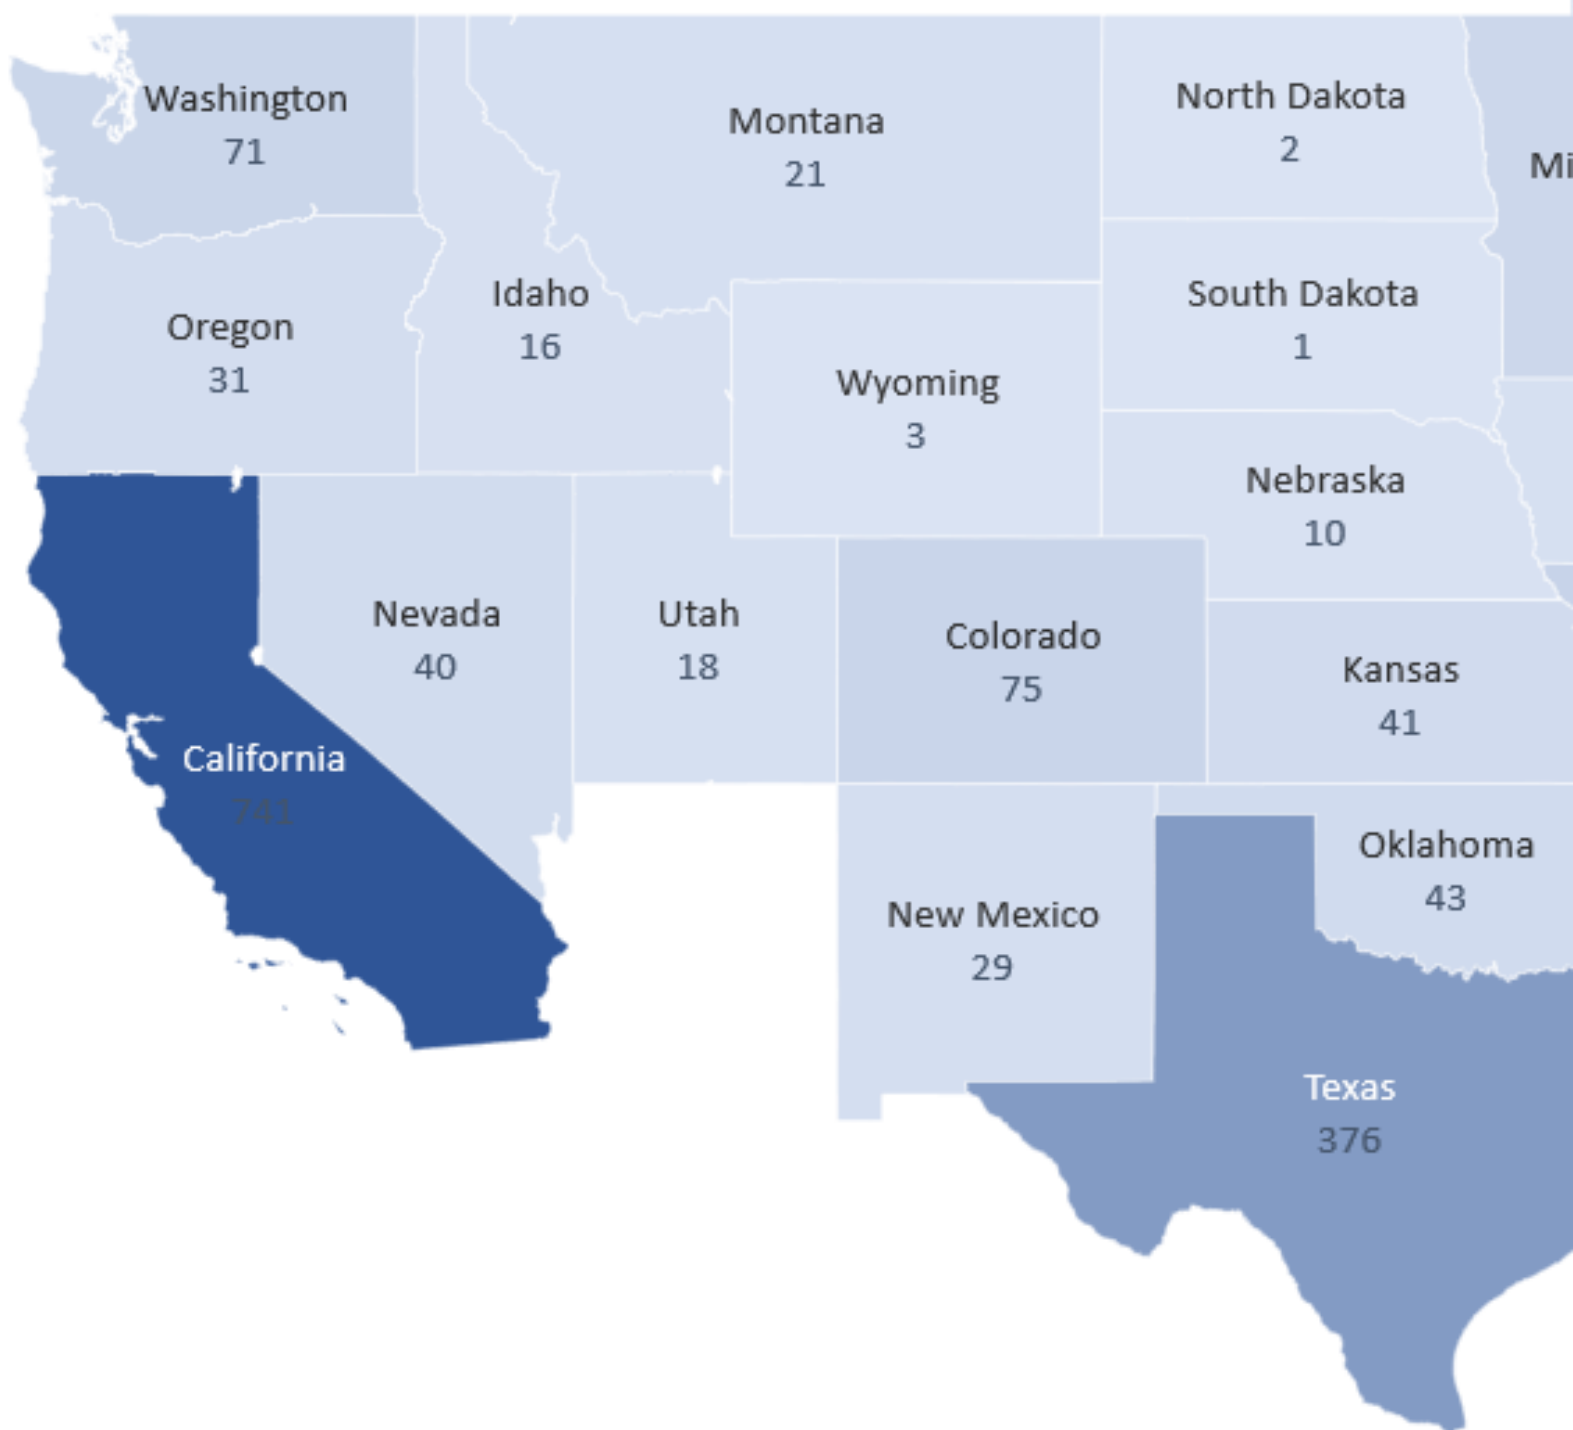 Washington
71
Montana
21
North Dakota
2
Mi
Oregon
31
Idaho
16
Wyoming
3
South Dakota
1
Nebraska
10
Nevada
40
Utah
18
Colorado
75
Kansas
41
California
741
New Mexico
29
Oklahoma
43
Texas
376